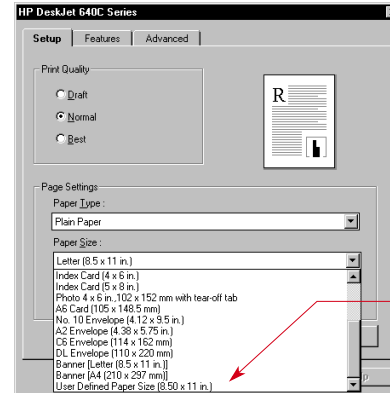 HP DeskJet 640C Series
Setup Features Advanced
Print Quality
Draft
Normal
Best
R
Page Settings
Paper Type :
Plain Paper
Paper Size :
Letter (8.5 x 11 in.)
Index Card (4 x 6 in.)
Index Card (5 x 8 in.)
Photo 4 x 6 in.,102 x 152 mm with tear-off tab
A6 Card (105 x 148.5 mm)
No. 10 Envelope (4.12 x 9.5 in.)
A2 Envelope (4.38 x 5.75 in.)
C6 Envelope (114 x 162 mm)
DL Envelope (110 x 220 mm)
Banner [Letter (8.5 x 11 in.)]
Banner [A4 (210 x 297 mm)]
User Defined Paper Size (8.50 x 11 in.)
p